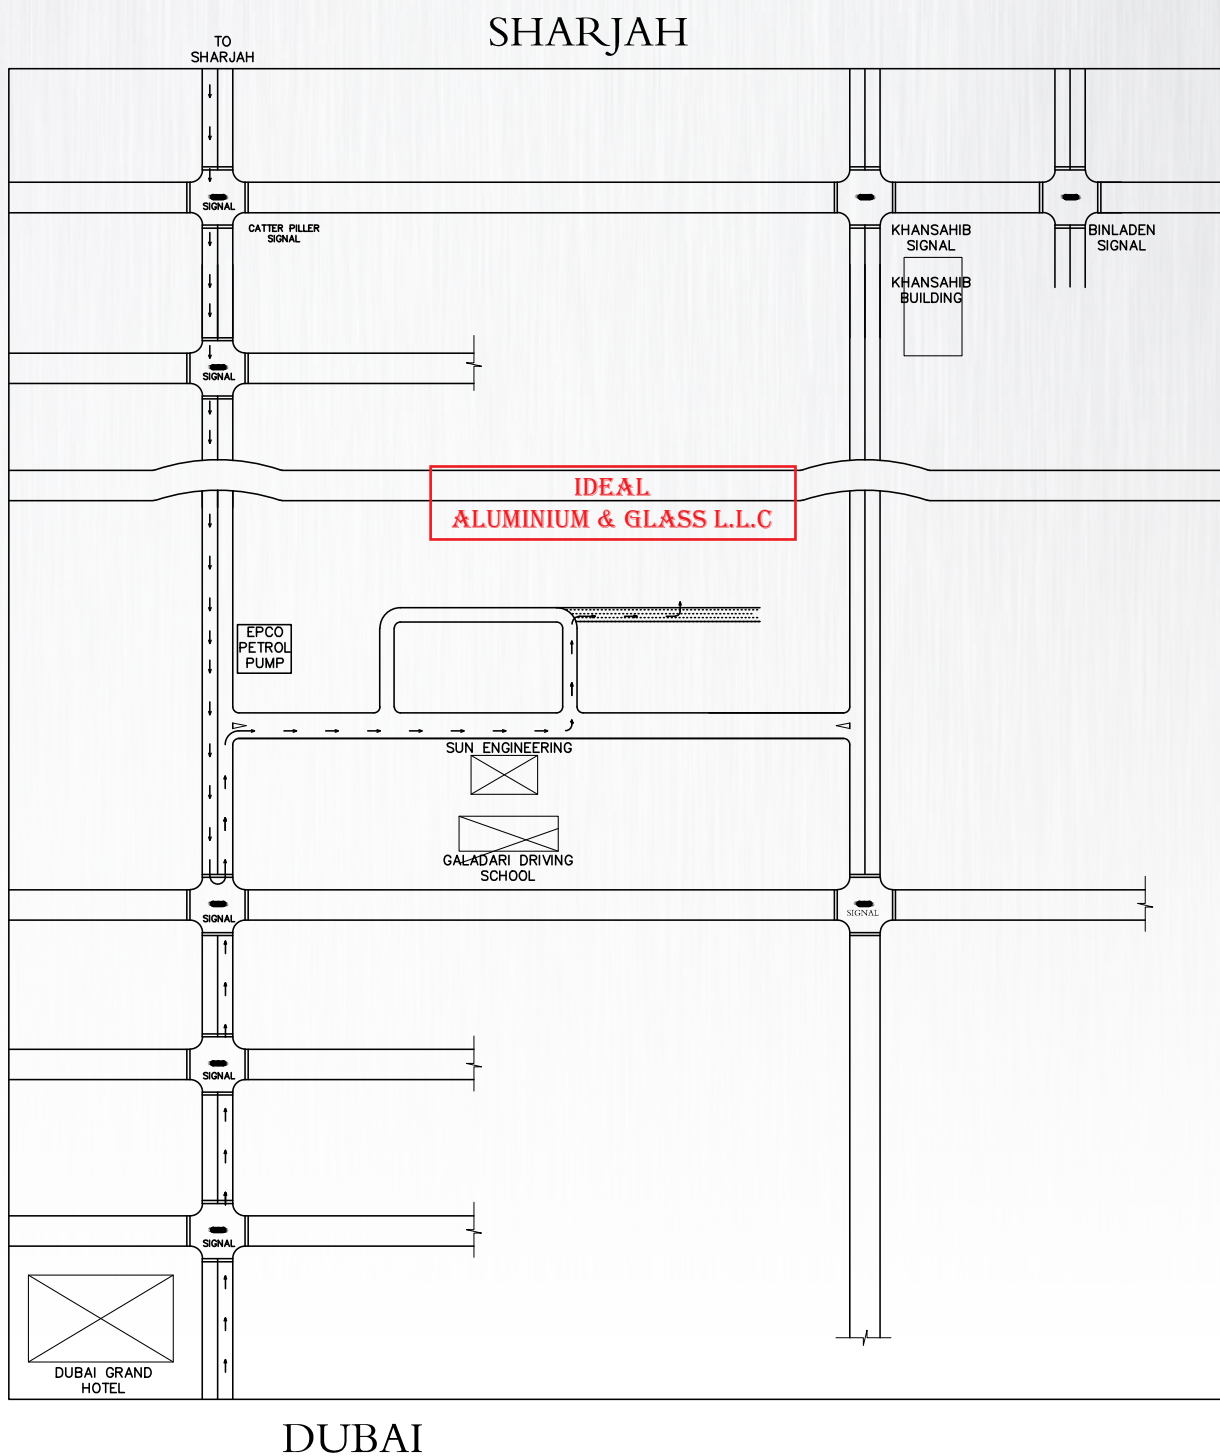 SHARJAH
TO
SHARJAH
SIGNAL
CATTER PILLER
SIGNAL
KHANSAHIB
SIGNAL
BINLADEN
SIGNAL
KHANSAHIB
BUILDING
SIGNAL
IDEAL
ALUMINIUM & GLASS L.L.C
EPCO
PETROL
PUMP
SUN ENGINEERING
GALADARI DRIVING
SCHOOL
SIGNAL
SIGNAL
SIGNAL
SIGNAL
DUBAI GRAND
HOTEL
DUBAI